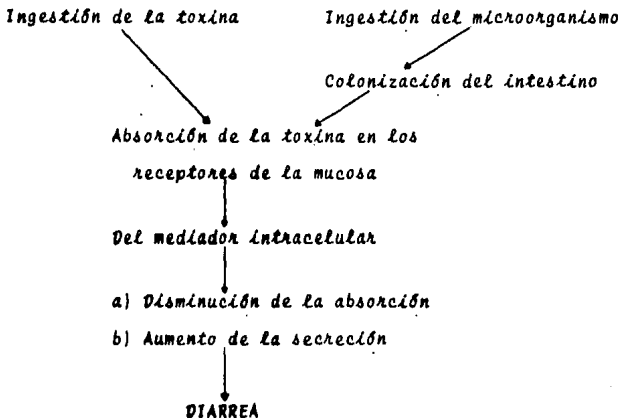 Ingestión de la toxina
Ingestión del microorganismo
Colonización del intestino
Absorción de la toxina en los
receptores de la mucosa
Del mediador intracelular
a) Disminución de la absorción
b) Aumento de la secreción
DIARREA